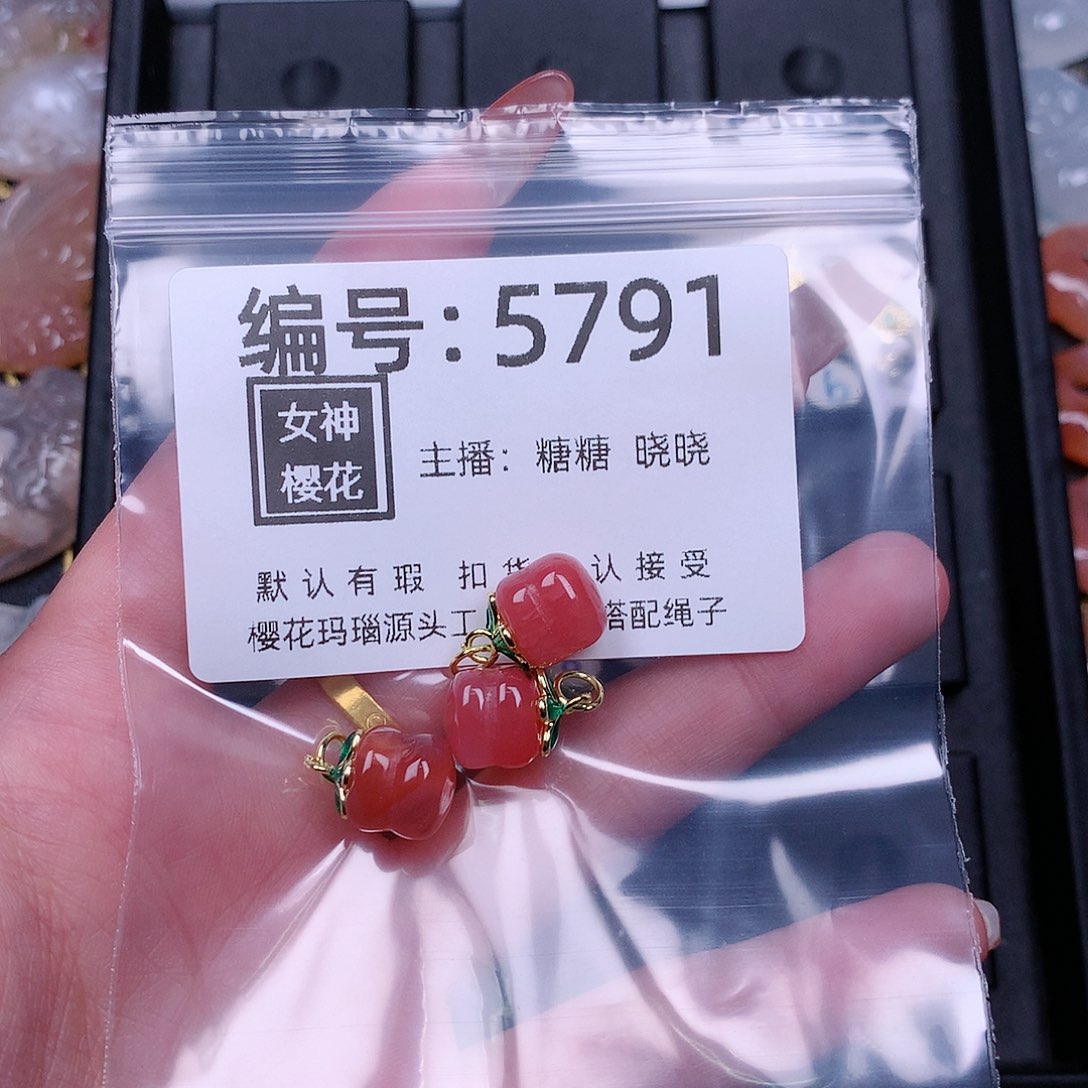 编号：5791
女神
樱花
主播：糖糖 晓晓
默认有瑕 扣货 认接受
樱花玛瑙源头工 搭配绳子